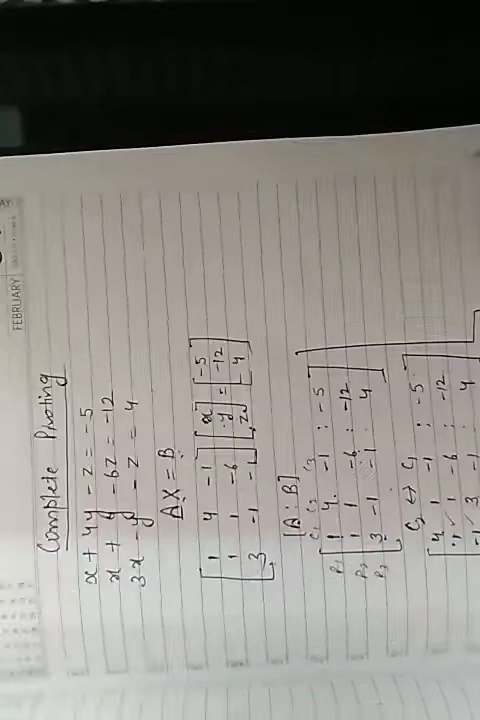 FEBRUARY
Complete Pivoting
x + 4y - z = -5
x + y - 6z = -12
3x - y - z = 4
AX = B
[1 4 -1] [x] = [-5]
[1 1 -6] [y] [-12]
[3 -1 -1] [z] [4]
[A : B]
C1 C2 C3
R1 [1 4 -1 : -5]
R2 [1 1 -6 : -12]
R3 [3 -1 -1 : 4]
C2 ↔ C1
[4 1 -1 : -5]
[1 1 -6 : -12]
[-1 3 -1 4]